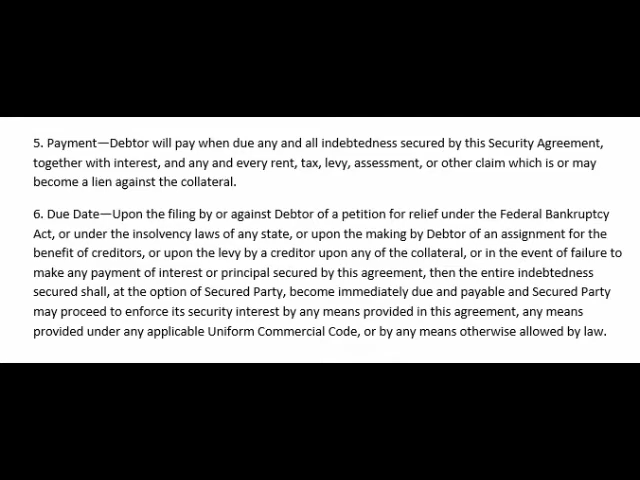 5. Payment—Debtor will pay when due any and all indebtedness secured by this Security Agreement,
together with interest, and any and every rent, tax, levy, assessment, or other claim which is or may
become a lien against the collateral.
6. Due Date—Upon the filing by or against Debtor of a petition for relief under the Federal Bankruptcy
Act, or under the insolvency laws of any state, or upon the making by Debtor of an assignment for the
benefit of creditors, or upon the levy by a creditor upon any of the collateral, or in the event of failure to
make any payment of interest or principal secured by this agreement, then the entire indebtedness
secured shall, at the option of Secured Party, become immediately due and payable and Secured Party
may proceed to enforce its security interest by any means provided in this agreement, any means
provided under any applicable Uniform Commercial Code, or by any means otherwise allowed by law.